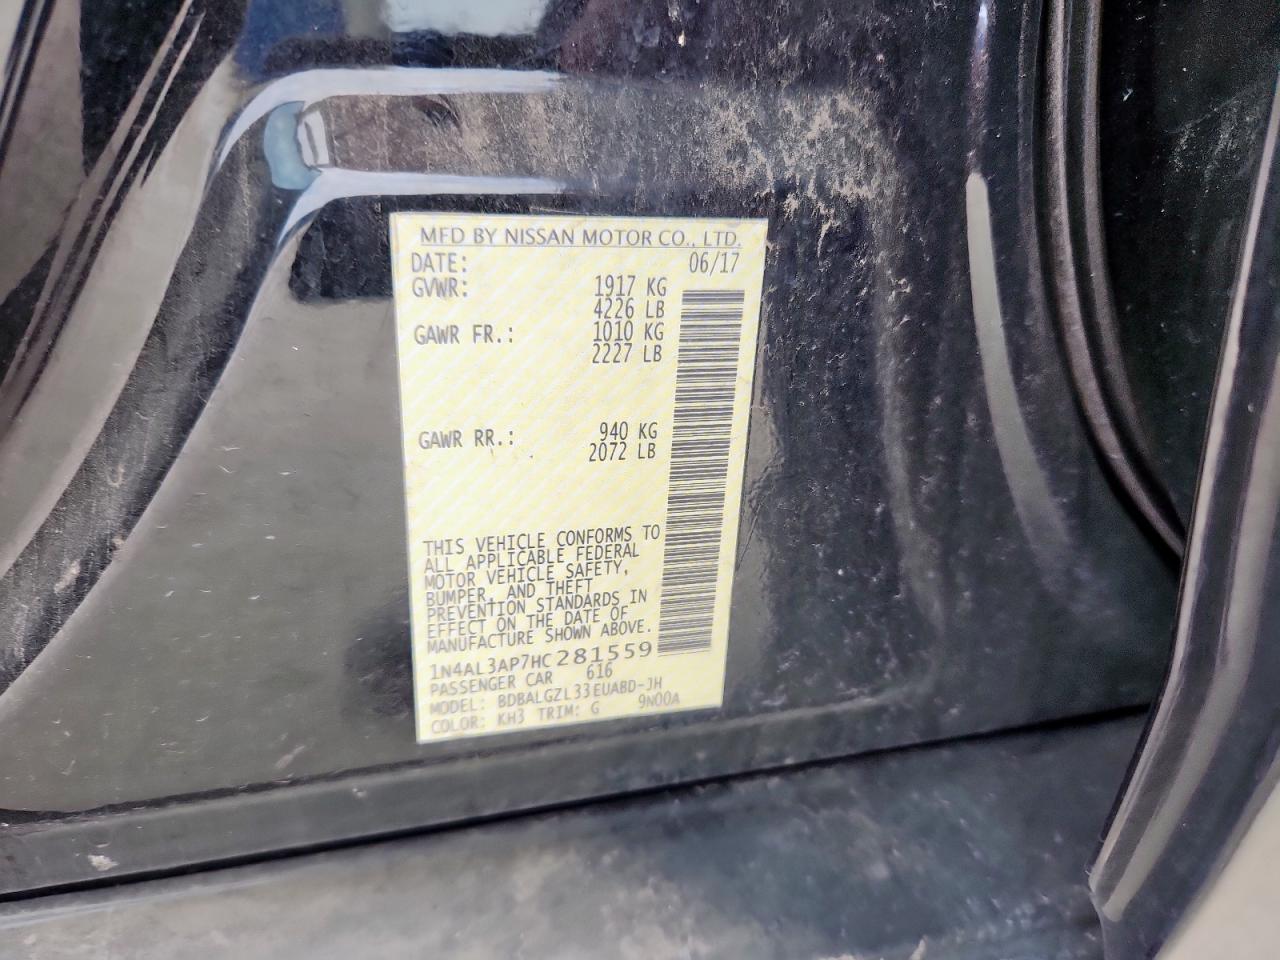 MFD BY NISSAN MOTOR CO., LTD.
DATE: 06/17
GVWR: 1917 KG
4226 LB
GAWR FR.: 1010 KG
2227 LB
GAWR RR.: 940 KG
2072 LB
THIS VEHICLE CONFORMS TO
ALL APPLICABLE FEDERAL
MOTOR VEHICLE SAFETY,
BUMPER, AND THEFT
PREVENTION STANDARDS IN
EFFECT ON THE DATE OF
MANUFACTURE SHOWN ABOVE.
1N4AL3AP7HC281559
PASSENGER CAR 616
MODEL: BDBALGZL33EUABD-JH
COLOR: KH3 TRIM: G 9N00A